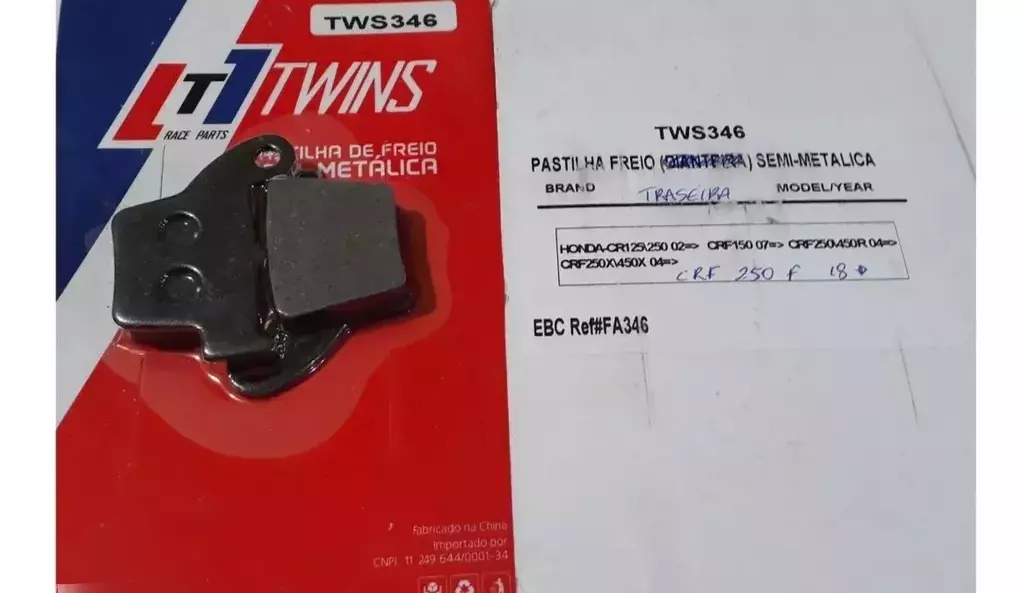 TWS346
TWINS
RACE PARTS
TILHA DE FREIO
METÁLICA
Fabricado na China
Importado por
CNPJ. 11 249 644/0001-34
TWS346
PASTILHA FREIO (DIANTEIRA) SEMI-METALICA
BRAND TRASEIRA MODEL/YEAR
HONDA-CR125\250 02=> CRF150 07=> CRF250\450R 04=>
CRF250X\450X 04=>
CRF 250 F 18
EBC Ref#FA346